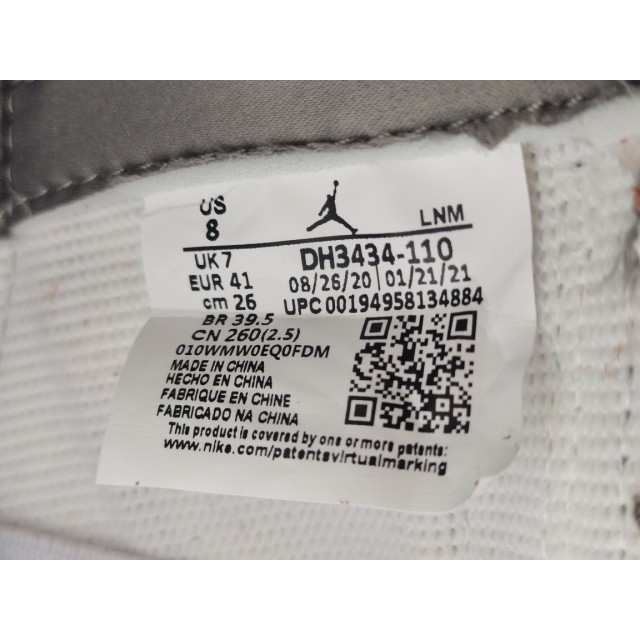 US
8
LNM
UK 7
EUR 41
cm 26
DH3434-110
08/26/20 01/21/21
UPC 00194958134884
BR 39.5
CN 260(2.5)
010WMW0EQ0FDM
MADE IN CHINA
HECHO EN CHINA
FABRIQUE EN CHINE
FABRICADO NA CHINA
This product is covered by one or more patents:
www.nike.com/patentsvirtualmarking